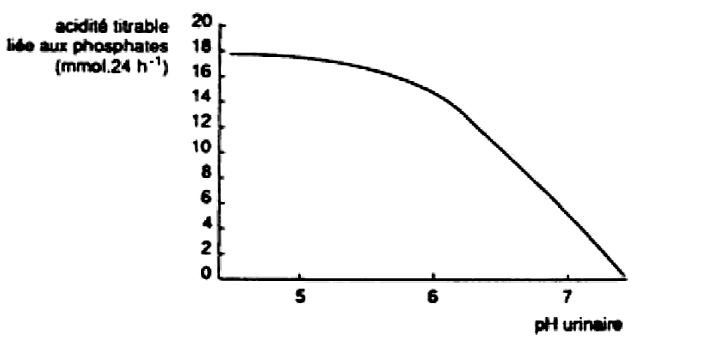 acidité titrable
liée aux phosphates
(mmol.24 h⁻¹)
20
18
16
14
12
10
8
6
4
2
0
5 6 7
pH urinaire